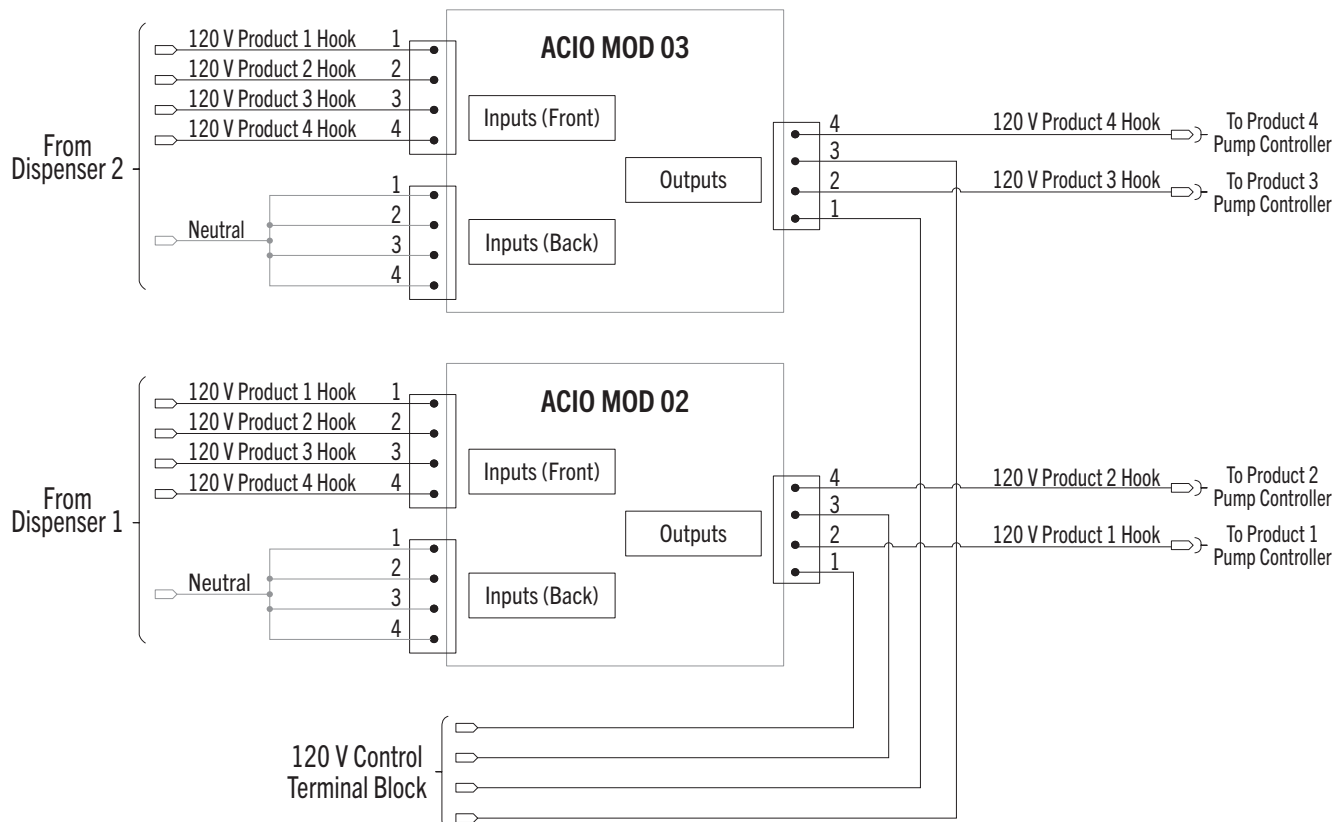 ACIO MOD 03
From
Dispenser 2
120 V Product 1 Hook 1
120 V Product 2 Hook 2
120 V Product 3 Hook 3
120 V Product 4 Hook 4
Inputs (Front)
Neutral
1
2
3
4
Inputs (Back)
Outputs
4 120 V Product 4 Hook
To Product 4
Pump Controller
3
2 120 V Product 3 Hook
To Product 3
Pump Controller
1
ACIO MOD 02
From
Dispenser 1
120 V Product 1 Hook 1
120 V Product 2 Hook 2
120 V Product 3 Hook 3
120 V Product 4 Hook 4
Inputs (Front)
Neutral
1
2
3
4
Inputs (Back)
Outputs
4 120 V Product 2 Hook
To Product 2
Pump Controller
3
2 120 V Product 1 Hook
To Product 1
Pump Controller
1
120 V Control
Terminal Block